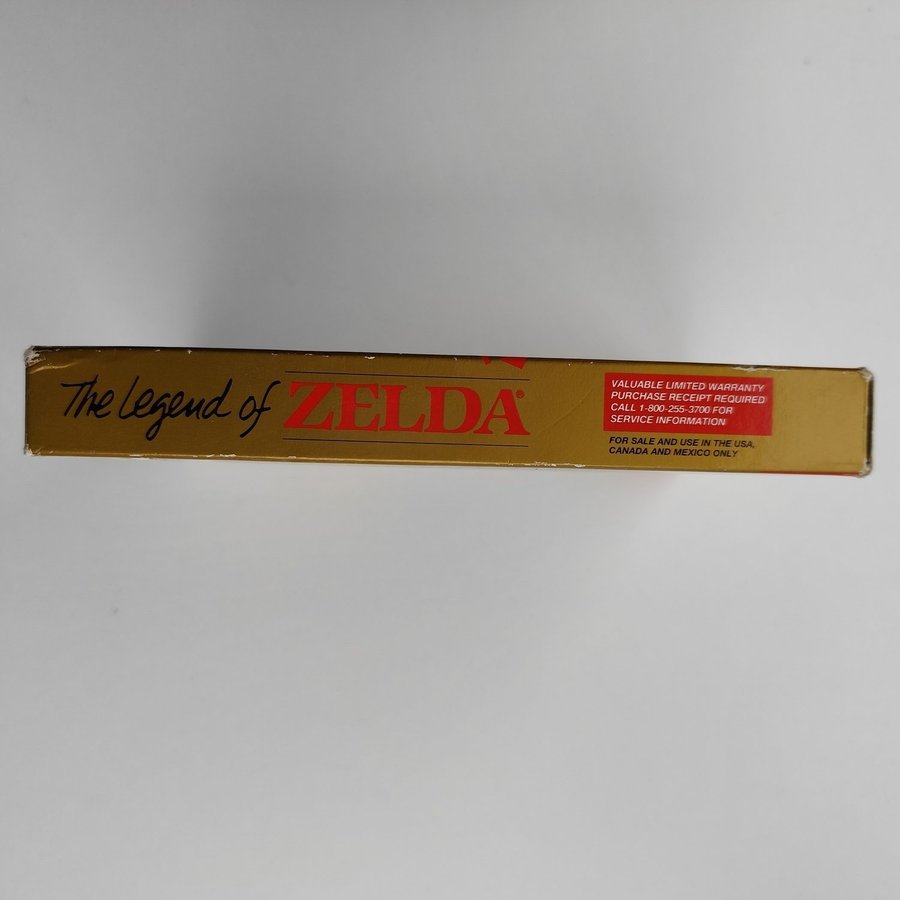 The Legend of
ZELDA®
VALUABLE LIMITED WARRANTY
PURCHASE RECEIPT REQUIRED
CALL 1-800-255-3700 FOR
SERVICE INFORMATION
FOR SALE AND USE IN THE USA,
CANADA AND MEXICO ONLY